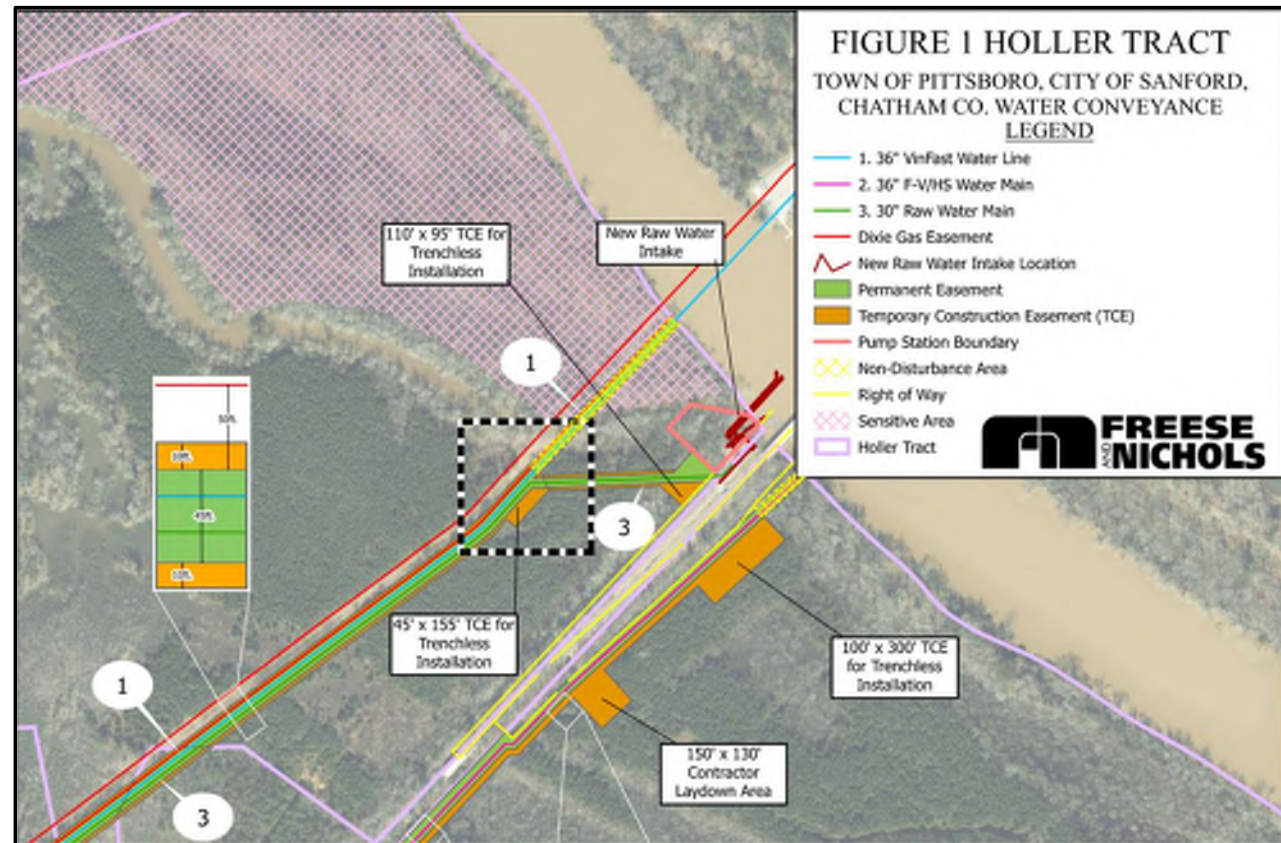 FIGURE 1 HOLLER TRACT
TOWN OF PITTSBORO, CITY OF SANFORD,
CHATHAM CO. WATER CONVEYANCE
LEGEND
1. 36" VinFast Water Line
2. 36" F-V/HS Water Main
3. 30" Raw Water Main
Dixie Gas Easement
New Raw Water Intake Location
Permanent Easement
Temporary Construction Easement (TCE)
Pump Station Boundary
Non-Disturbance Area
Right of Way
Sensitive Area
Holler Tract
FREESE
AND
NICHOLS
110' x 95' TCE for
Trenchless
Installation
New Raw Water
Intake
1
3
10ft.
45ft.
10ft.
45' x 155' TCE for
Trenchless
Installation
100' x 300' TCE
for Trenchless
Installation
1
150' x 130'
Contractor
Laydown Area
3